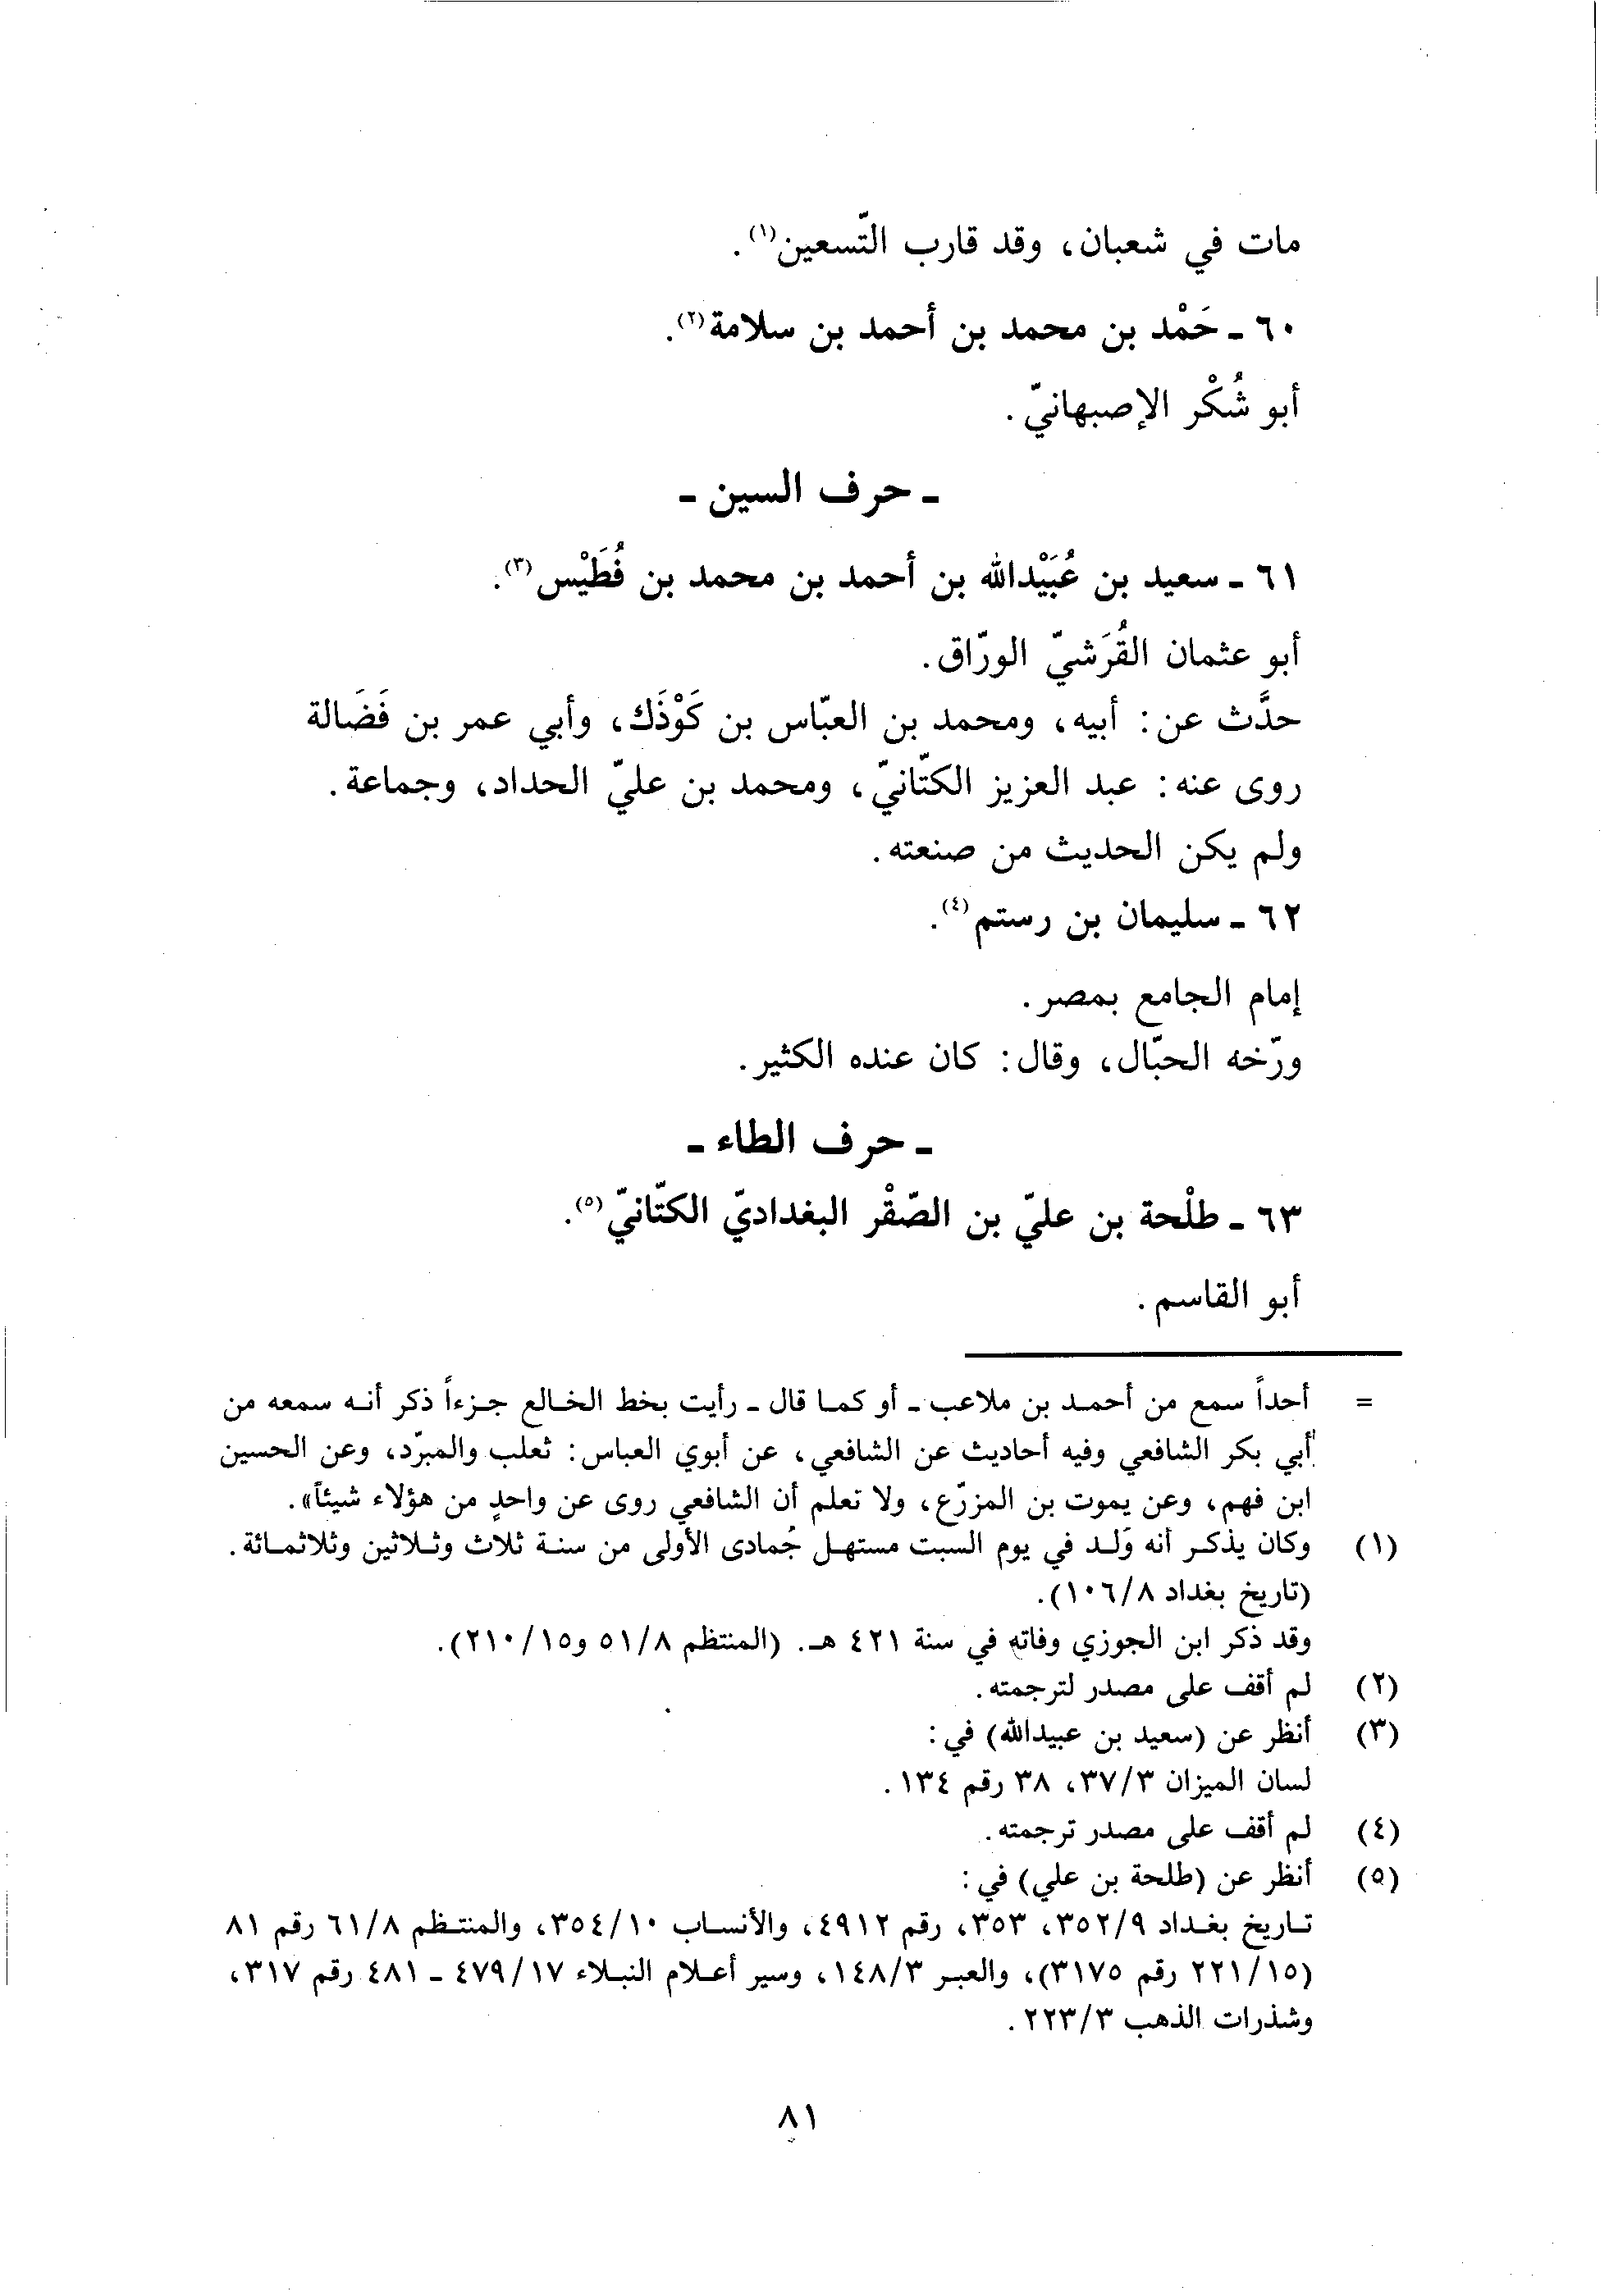 مات في شعبان، وقد قارب التّسعين(١).
٦٠ ـ حَمْد بن محمد بن أحمد بن سلامة(٢).
أبو شُكْر الإصبهانيّ.
ـ حرف السين ـ
٦١ ـ سعيد بن عُبَيْدالله بن أحمد بن محمد بن فُطَيْس(٣).
أبو عثمان القُرَشيّ الورّاق.
حدَّث عن: أبيه، ومحمد بن العبّاس بن كَوْذَك، وأبي عمر بن فَضَالة
روى عنه: عبد العزيز الكتّانيّ، ومحمد بن عليّ الحداد، وجماعة.
ولم يكن الحديث من صنعته.
٦٢ ـ سليمان بن رستم(٤).
إمام الجامع بمصر.
ورّخه الحبّال، وقال: كان عنده الكثير.
ـ حرف الطاء ـ
٦٣ ـ طلْحة بن عليّ بن الصّقْر البغداديّ الكتّانيّ(٥).
أبو القاسم.
= أحداً سمع من أحمد بن ملاعب ـ أو كما قال ـ رأيت بخط الخالع جزءاً ذكر أنه سمعه من
أبي بكر الشافعي وفيه أحاديث عن الشافعي، عن أبوي العباس: ثعلب والمبرّد، وعن الحسين
ابن فهم، وعن يموت بن المزرّع، ولا تعلم أن الشافعي روى عن واحدٍ من هؤلاء شيئاً».
(١) وكان يذكر أنه وَلد في يوم السبت مستهل جُمادى الأولى من سنة ثلاث وثلاثين وثلاثمائة.
(تاريخ بغداد ١٠٦/٨).
وقد ذكر ابن الجوزي وفاته في سنة ٤٢١ هـ. (المنتظم ٥١/٨ و٢١٠/١٥).
(٢) لم أقف على مصدر لترجمته.
(٣) أنظر عن (سعيد بن عبيدالله) في:
لسان الميزان ٣٧/٣، ٣٨ رقم ١٣٤.
(٤) لم أقف على مصدر ترجمته.
(٥) أنظر عن (طلحة بن علي) في:
تاريخ بغداد ٣٥٢/٩، ٣٥٣، رقم ٤٩١٢، والأنساب ٣٥٤/١٠، والمنتظم ٦١/٨ رقم ٨١
(٢٢١/١٥ رقم ٣١٧٥)، والعبر ١٤٨/٣، وسير أعلام النبلاء ٤٧٩/١٧ ـ ٤٨١ رقم ٣١٧،
وشذرات الذهب ٢٢٣/٣.
٨١